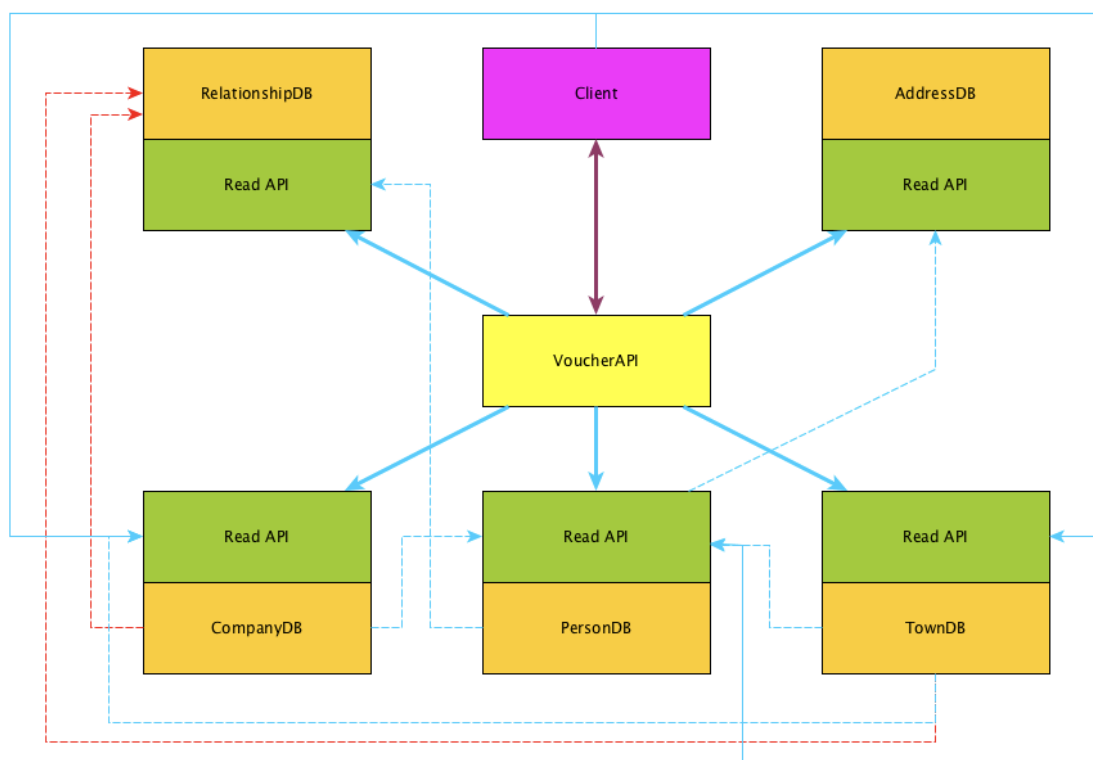 RelationshipDB
Client
AddressDB
Read API
Read API
VoucherAPI
Read API
Read API
Read API
CompanyDB
PersonDB
TownDB